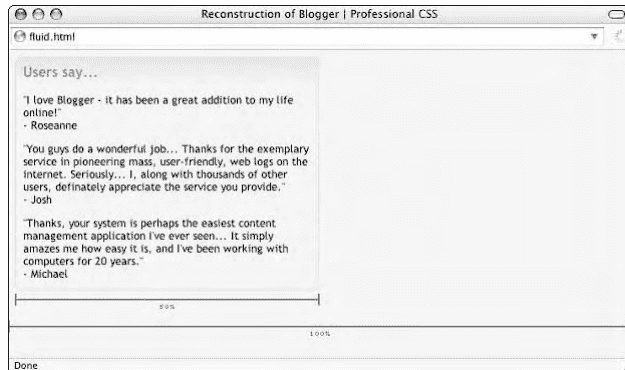 Reconstruction of Blogger | Professional CSS
fluid.html
Users say...
"I love Blogger - it has been a great addition to my life
online!"
- Roseanne
"You guys do a wonderful job... Thanks for the exemplary
service in pioneering mass, user-friendly, web logs on the
internet. Seriously... I, along with thousands of other
users, definately appreciate the service you provide."
- Josh
"Thanks, your system is perhaps the easiest content
management application I've ever seen... It simply
amazes me how easy it is, and I've been working with
computers for 20 years."
- Michael
50%
100%
Done